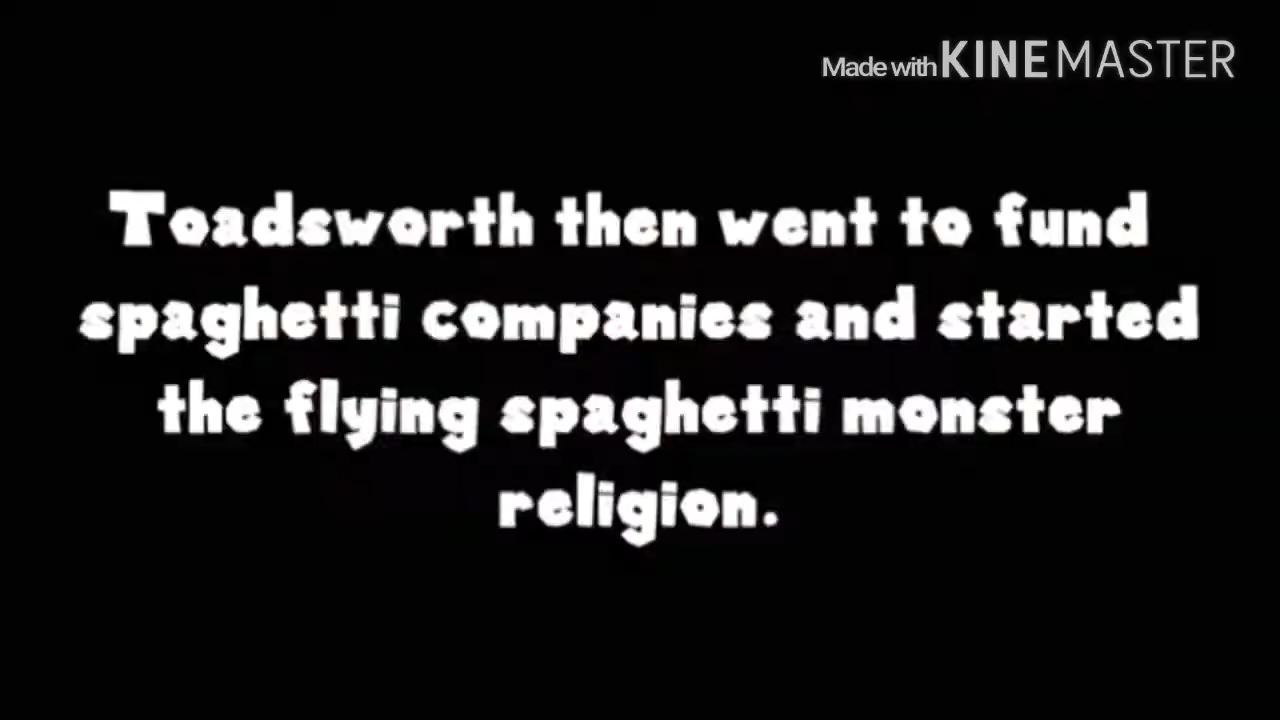 Made with KINEMASTER
Toadsworth then went to fund
spaghetti companies and started
the flying spaghetti monster
religion.